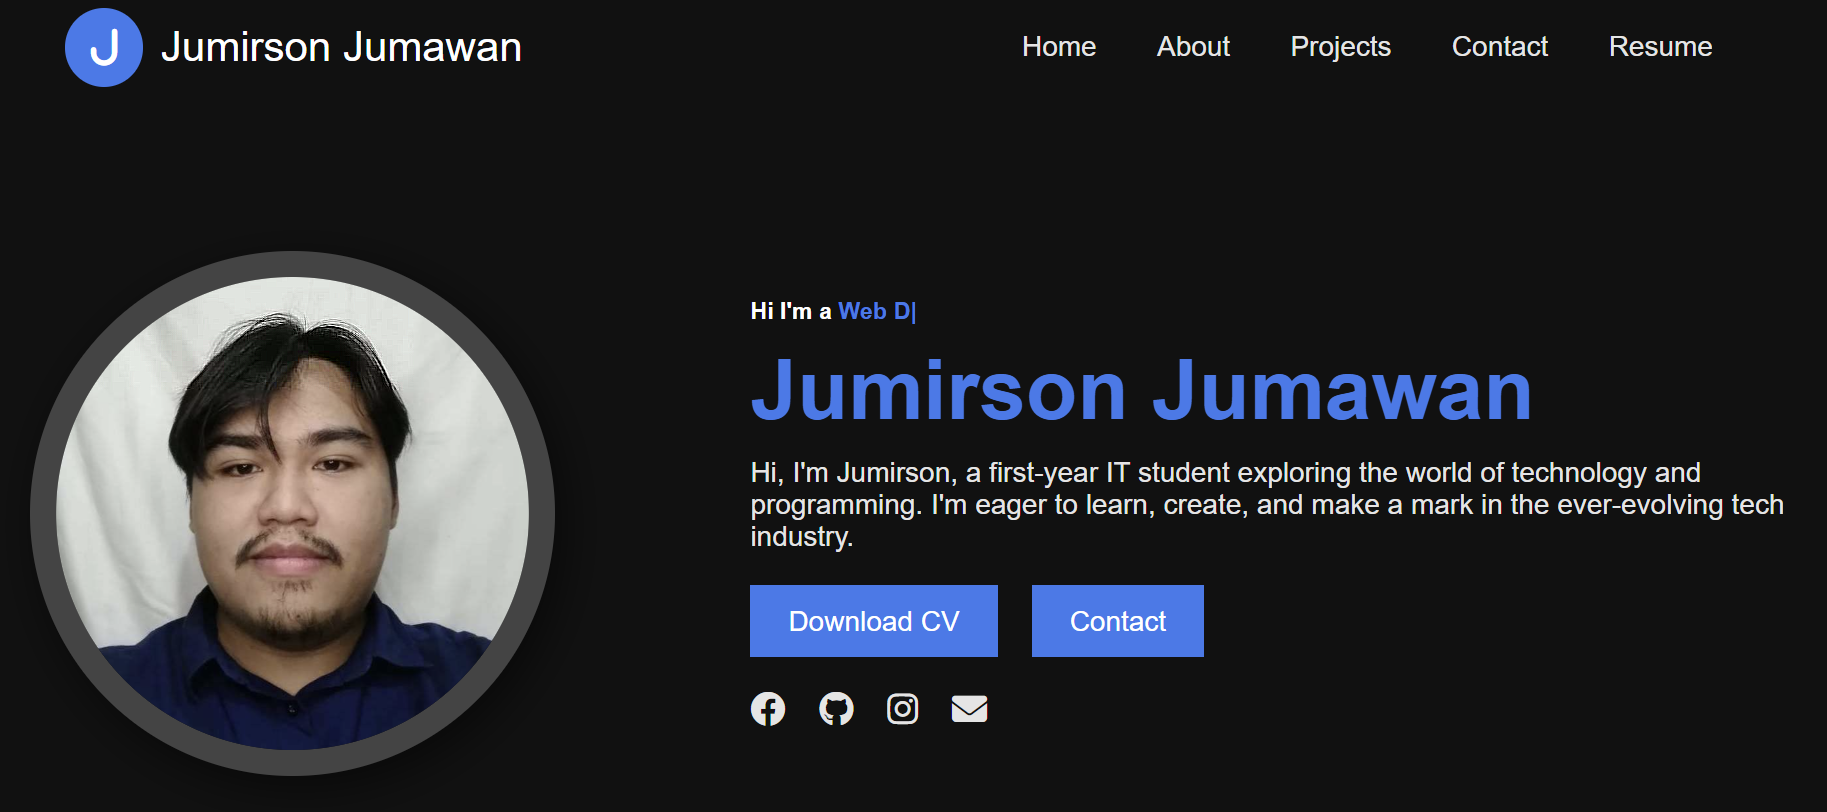 J Jumirson Jumawan
Home About Projects Contact Resume
Hi I'm a Web D|
Jumirson Jumawan
Hi, I'm Jumirson, a first-year IT student exploring the world of technology and
programming. I'm eager to learn, create, and make a mark in the ever-evolving tech
industry.
Download CV
Contact